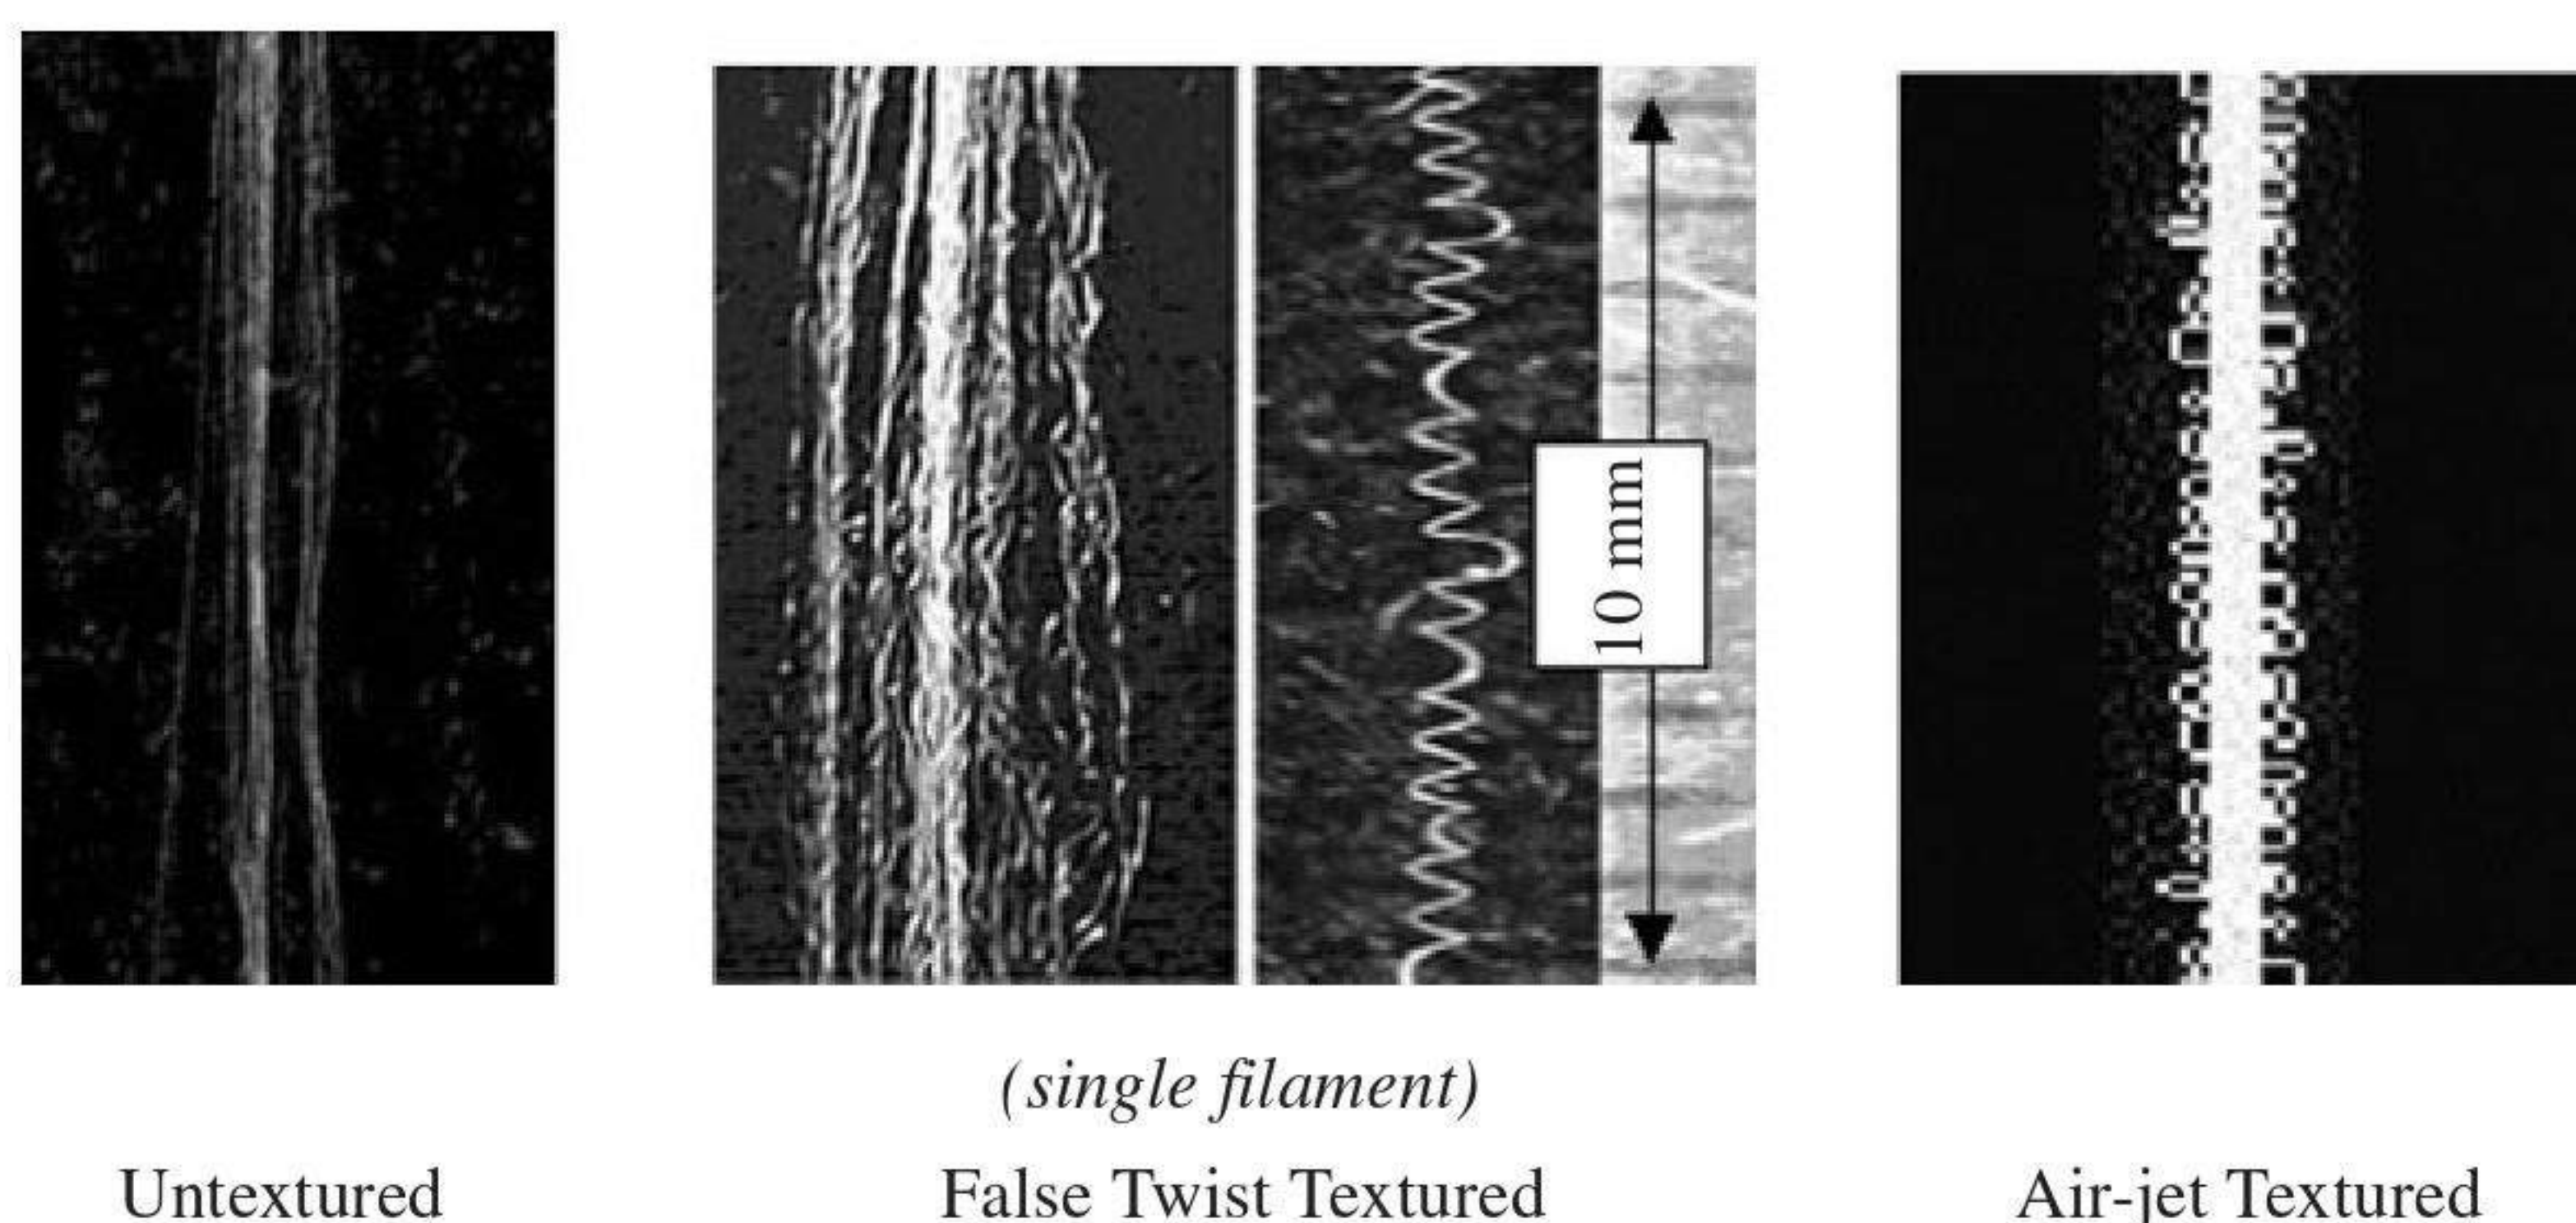 10 mm
(single filament)
Untextured
False Twist Textured
Air-jet Textured